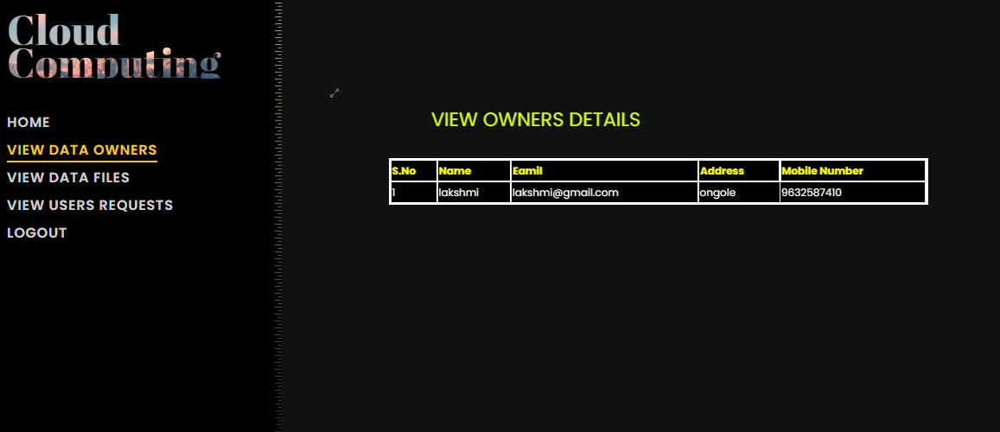 Cloud
Computing
HOME
VIEW DATA OWNERS
VIEW DATA FILES
VIEW USERS REQUESTS
LOGOUT
VIEW OWNERS DETAILS
S.No Name Eamil Address Mobile Number
1 lakshmi lakshmi@gmail.com ongole 9632587410